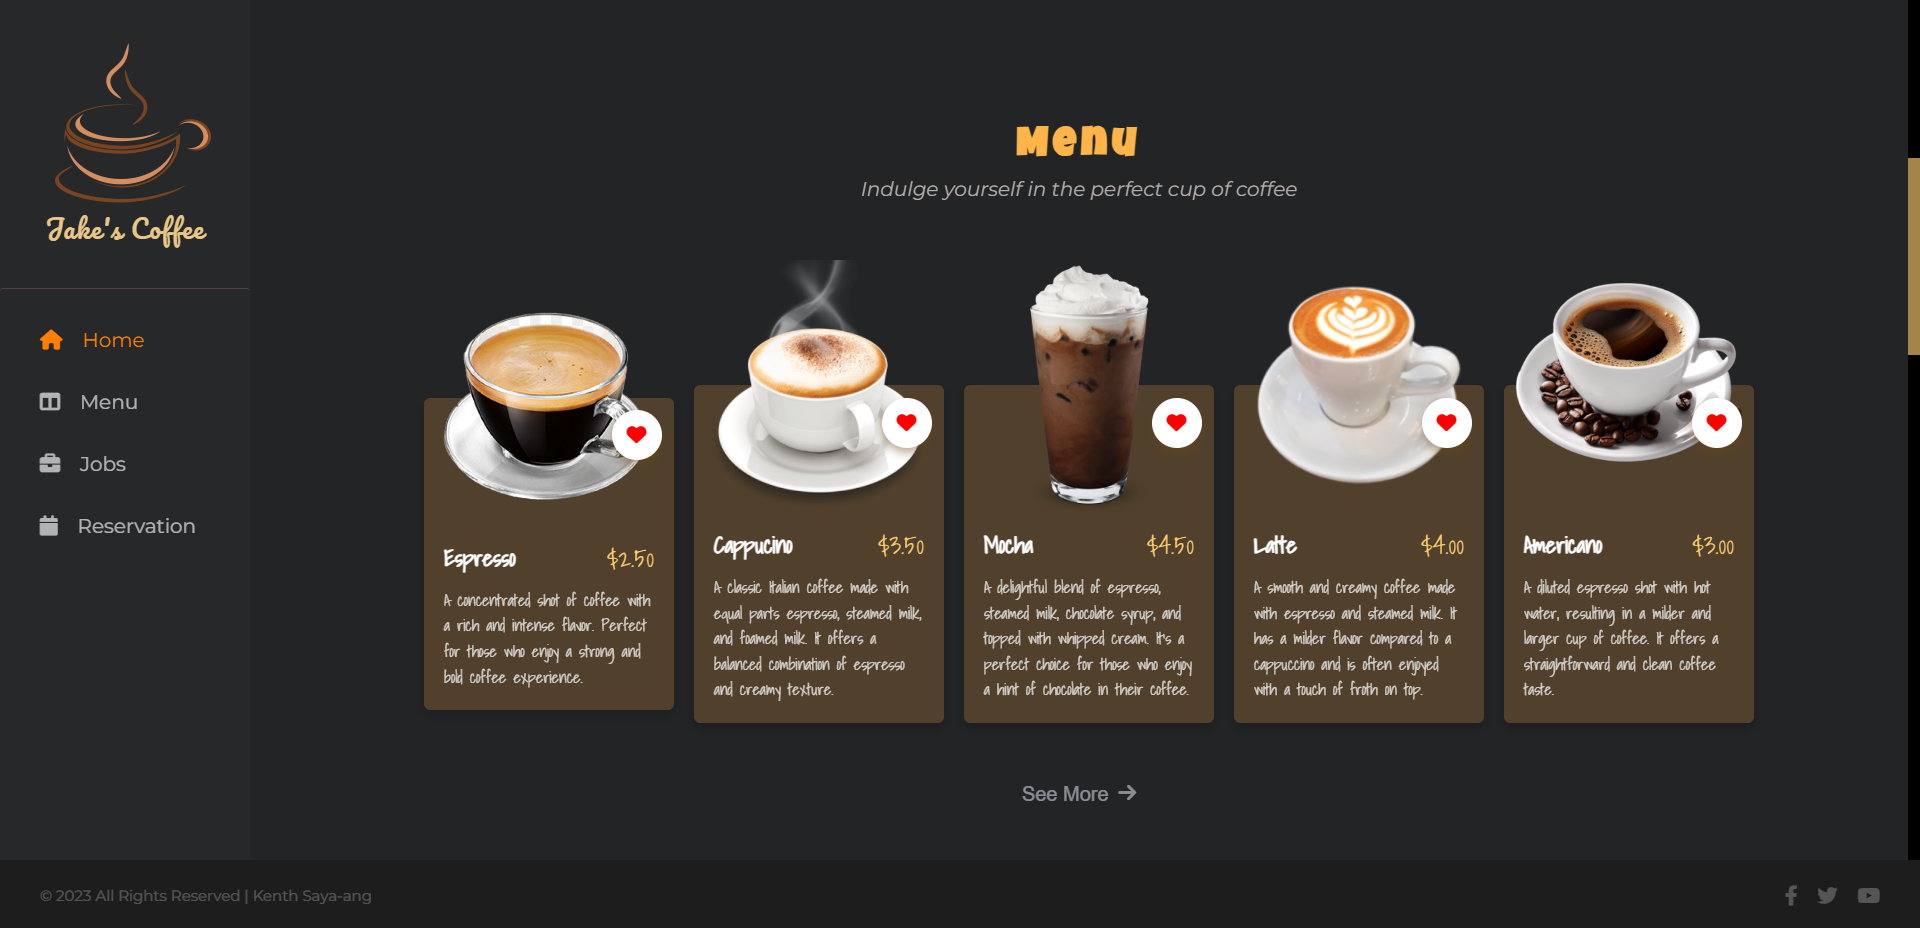 Jake's Coffee
Home
Menu
Jobs
Reservation
Menu
Indulge yourself in the perfect cup of coffee
Espresso $2.50
A concentrated shot of coffee with
a rich and intense flavor. Perfect
for those who enjoy a strong and
bold coffee experience.
Cappucino $3.50
A classic Italian coffee made with
equal parts espresso, steamed milk,
and foamed milk. It offers a
balanced combination of espresso
and creamy texture.
Mocha $4.50
A delightful blend of espresso,
steamed milk, chocolate syrup, and
topped with whipped cream. It's a
perfect choice for those who enjoy
a hint of chocolate in their coffee.
Latte $4.00
A smooth and creamy coffee made
with espresso and steamed milk. It
has a milder flavor compared to a
cappuccino and is often enjoyed
with a touch of froth on top.
Americano $3.00
A diluted espresso shot with hot
water, resulting in a milder and
larger cup of coffee. It offers a
straightforward and clean coffee
taste.
See More
© 2023 All Rights Reserved | Kenth Saya-ang